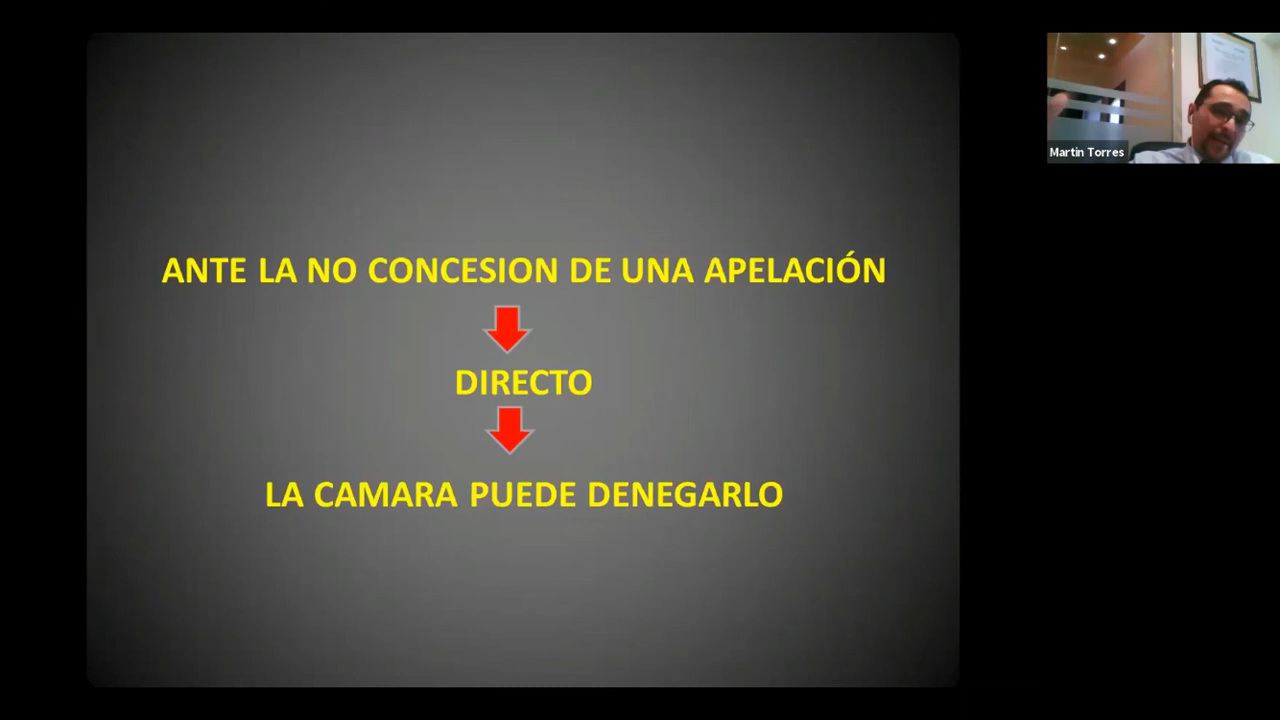 ANTE LA NO CONCESION DE UNA APELACIÓN
DIRECTO
LA CAMARA PUEDE DENEGARLO
Martin Torres